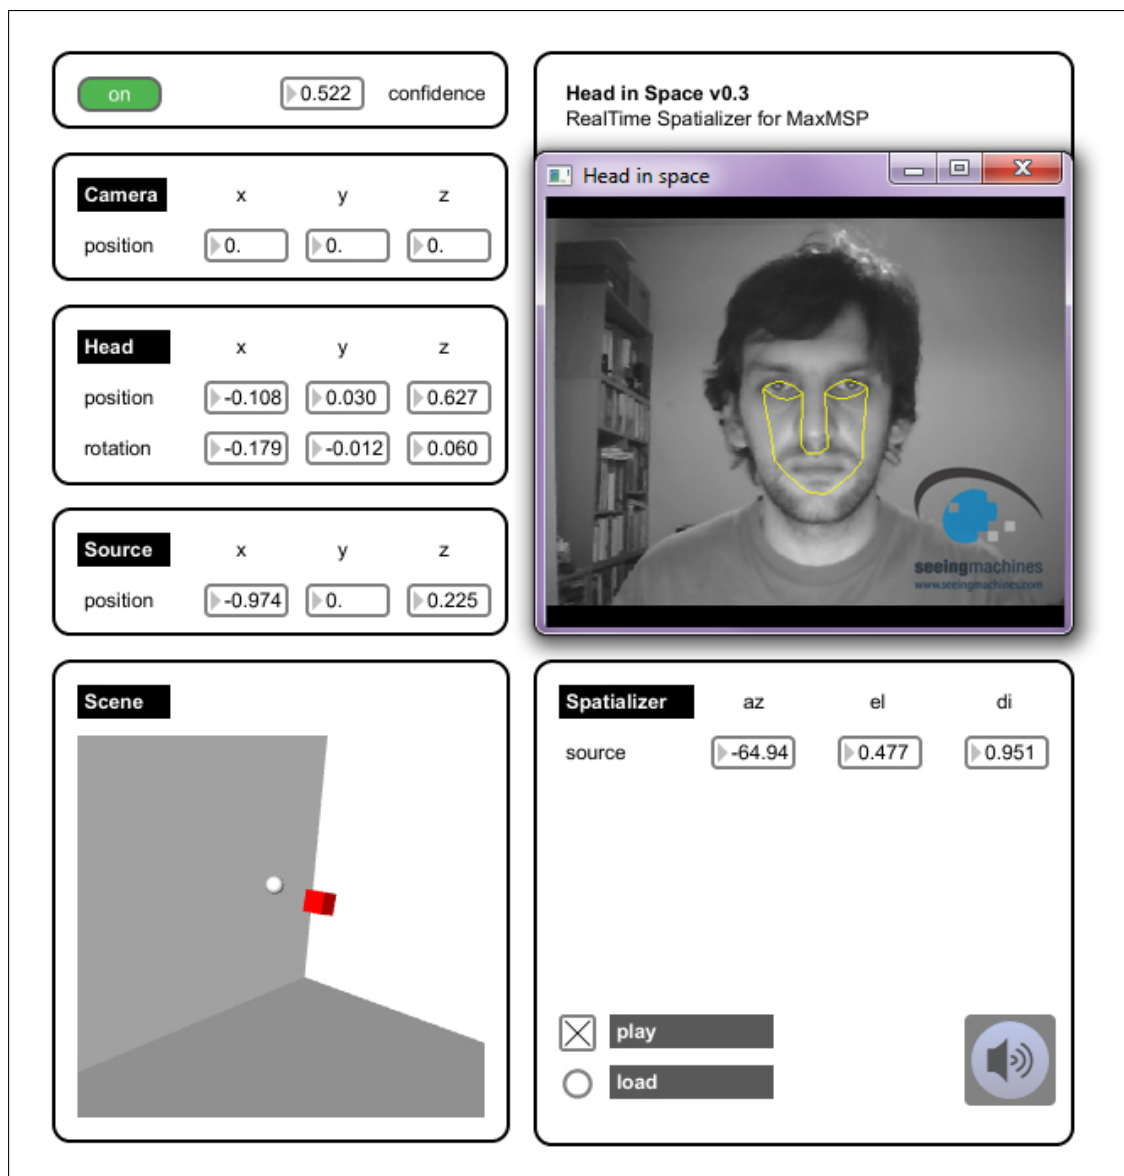 on 0.522 confidence
Camera x y z
position 0. 0. 0.
Head x y z
position -0.108 0.030 0.627
rotation -0.179 -0.012 0.060
Source x y z
position -0.974 0. 0.225
Scene
Head in Space v0.3
RealTime Spatializer for MaxMSP
Head in space
seeingmachines
www.seeingmachines.com
Spatializer az el di
source -64.94 0.477 0.951
play
load